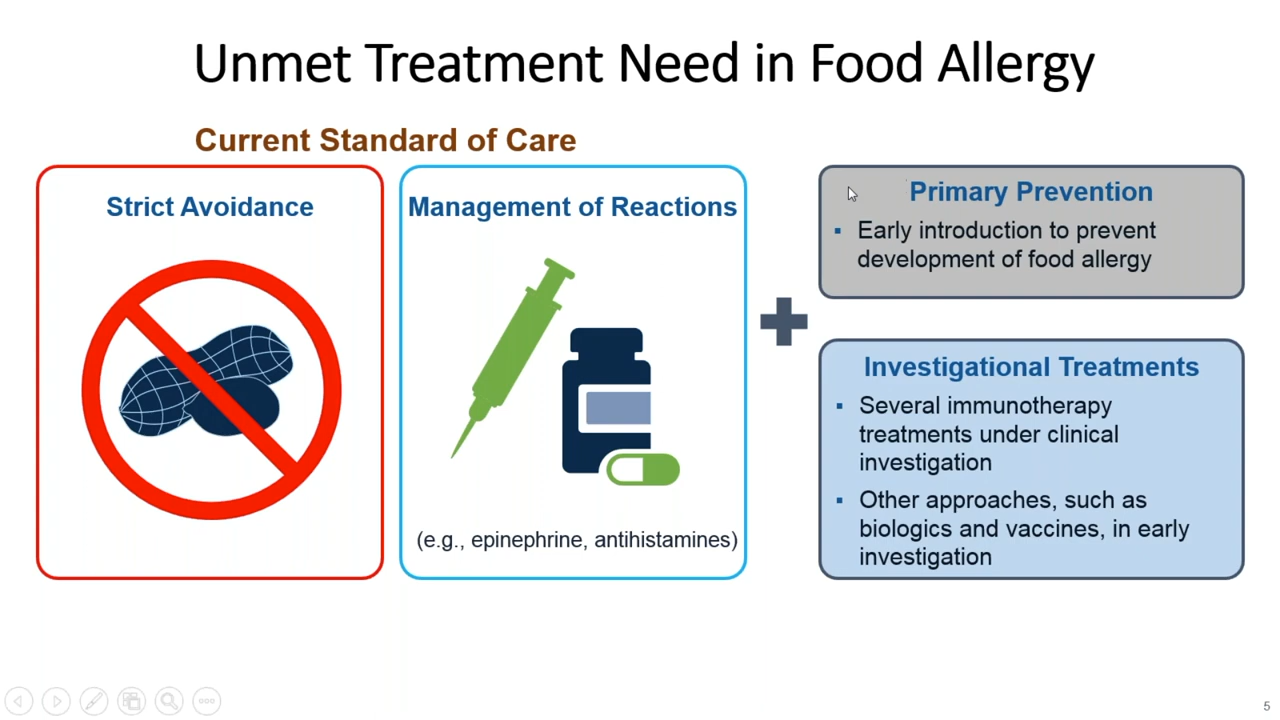 Unmet Treatment Need in Food Allergy
Current Standard of Care
Strict Avoidance
Management of Reactions
(e.g., epinephrine, antihistamines)
Primary Prevention
▪ Early introduction to prevent
development of food allergy
Investigational Treatments
▪ Several immunotherapy
treatments under clinical
investigation
▪ Other approaches, such as
biologics and vaccines, in early
investigation
5